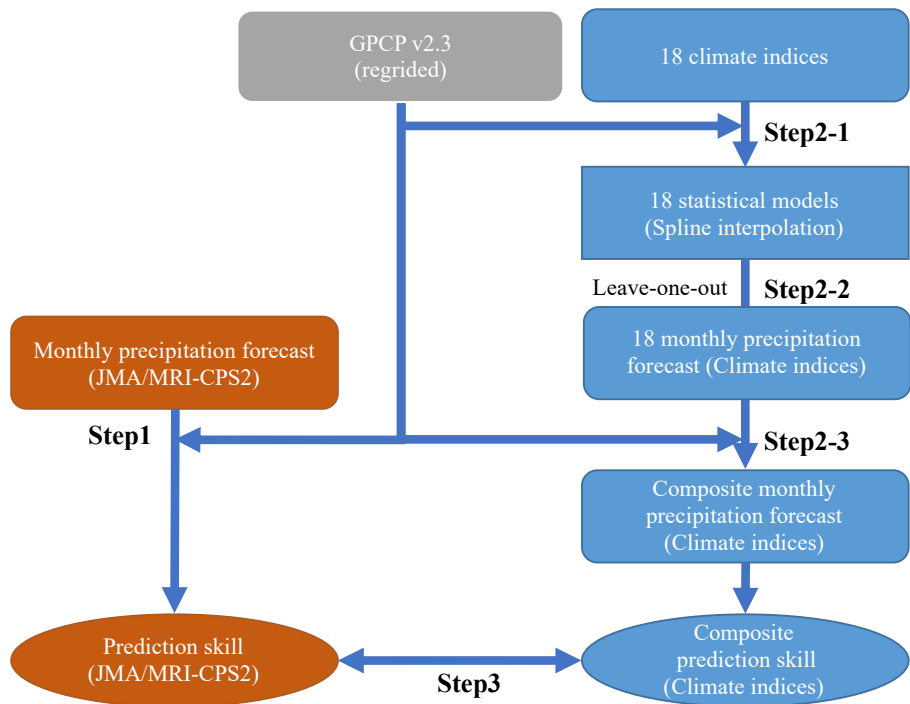 GPCP v2.3
(regrided)
18 climate indices
Step2-1
18 statistical models
(Spline interpolation)
Leave-one-out
Step2-2
Monthly precipitation forecast
(JMA/MRI-CPS2)
18 monthly precipitation
forecast (Climate indices)
Step1
Step2-3
Composite monthly
precipitation forecast
(Climate indices)
Prediction skill
(JMA/MRI-CPS2)
Step3
Composite
prediction skill
(Climate indices)